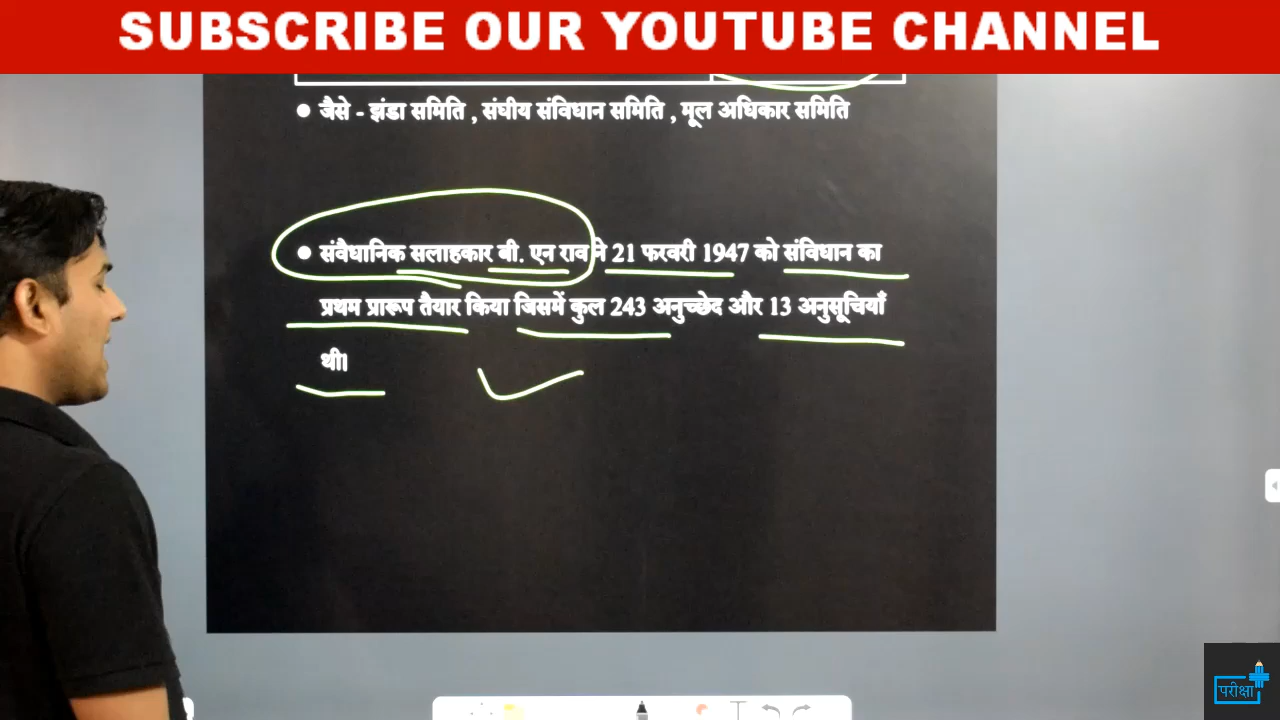 SUBSCRIBE OUR YOUTUBE CHANNEL
● जैसे - झंडा समिति , संघीय संविधान समिति , मूल अधिकार समिति
● संवैधानिक सलाहकार बी. एन राव ने 21 फरवरी 1947 को संविधान का
प्रथम प्रारूप तैयार किया जिसमें कुल 243 अनुच्छेद और 13 अनुसूचियाँ
थी।
परीक्षा